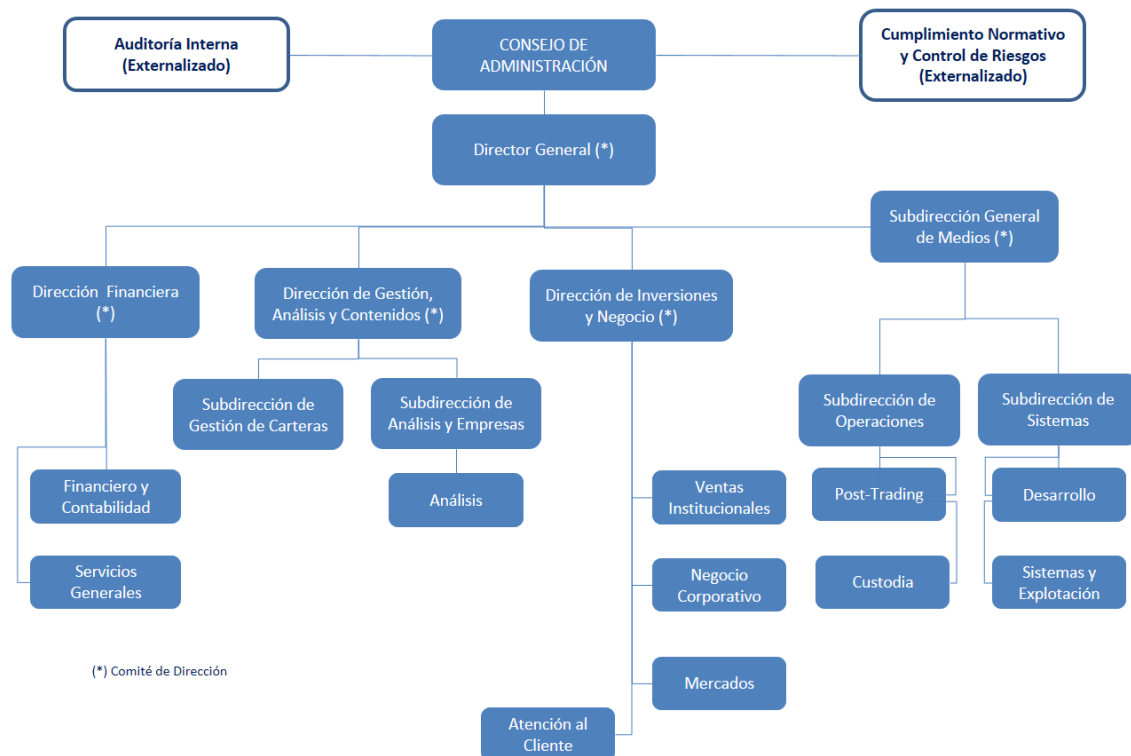 Auditoría Interna
(Externalizado)
CONSEJO DE
ADMINISTRACIÓN
Cumplimiento Normativo
y Control de Riesgos
(Externalizado)
Director General (*)
Subdirección General
de Medios (*)
Dirección Financiera
(*)
Dirección de Gestión,
Análisis y Contenidos (*)
Dirección de Inversiones
y Negocio (*)
Subdirección de
Gestión de Carteras
Subdirección de
Análisis y Empresas
Subdirección de
Operaciones
Subdirección de
Sistemas
Financiero y
Contabilidad
Análisis
Ventas
Institucionales
Post-Trading
Desarrollo
Servicios
Generales
Negocio
Corporativo
Custodia
Sistemas y
Explotación
(*) Comité de Dirección
Mercados
Atención al
Cliente